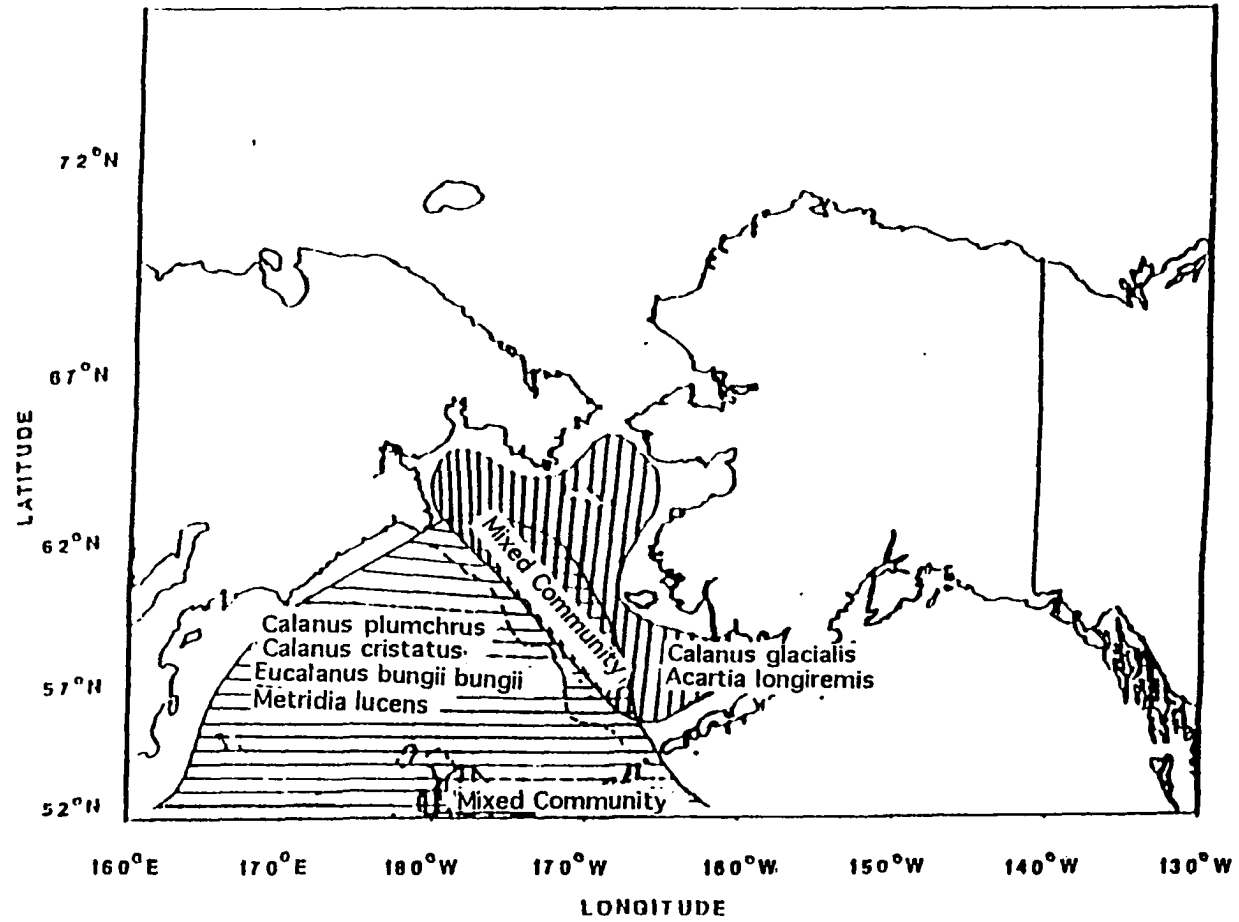 72°N
67°N
62°N
57°N
52°N
LATITUDE
Mixed Community
Calanus plumchrus
Calanus cristatus
Eucalanus bungii bungii
Metridia lucens
Calanus glacialis
Acartia longiremis
Mixed Community
160°E 170°E 180°W 170°W 160°W 150°W 140°W 130°W
LONGITUDE